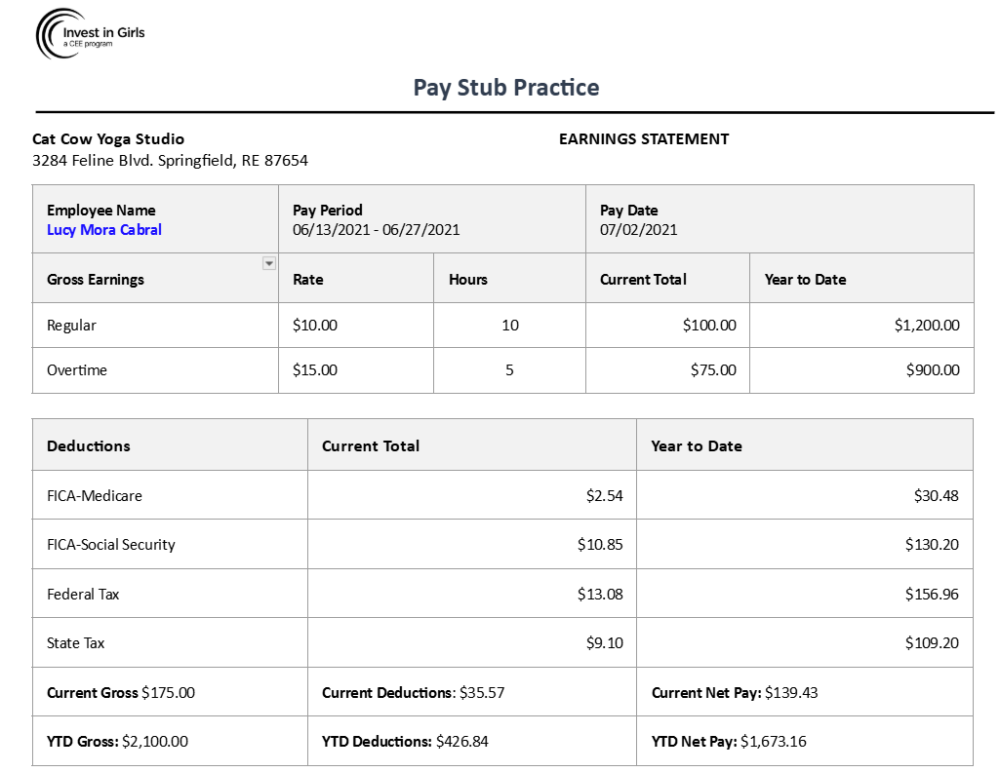 Invest in Girls
a CEE program
Pay Stub Practice
Cat Cow Yoga Studio EARNINGS STATEMENT
3284 Feline Blvd. Springfield, RE 87654
Employee Name Pay Period Pay Date
Lucy Mora Cabral 06/13/2021 - 06/27/2021 07/02/2021
Gross Earnings Rate Hours Current Total Year to Date
Regular $10.00 10 $100.00 $1,200.00
Overtime $15.00 5 $75.00 $900.00
Deductions Current Total Year to Date
FICA-Medicare $2.54 $30.48
FICA-Social Security $10.85 $130.20
Federal Tax $13.08 $156.96
State Tax $9.10 $109.20
Current Gross $175.00 Current Deductions: $35.57 Current Net Pay: $139.43
YTD Gross: $2,100.00 YTD Deductions: $426.84 YTD Net Pay: $1,673.16